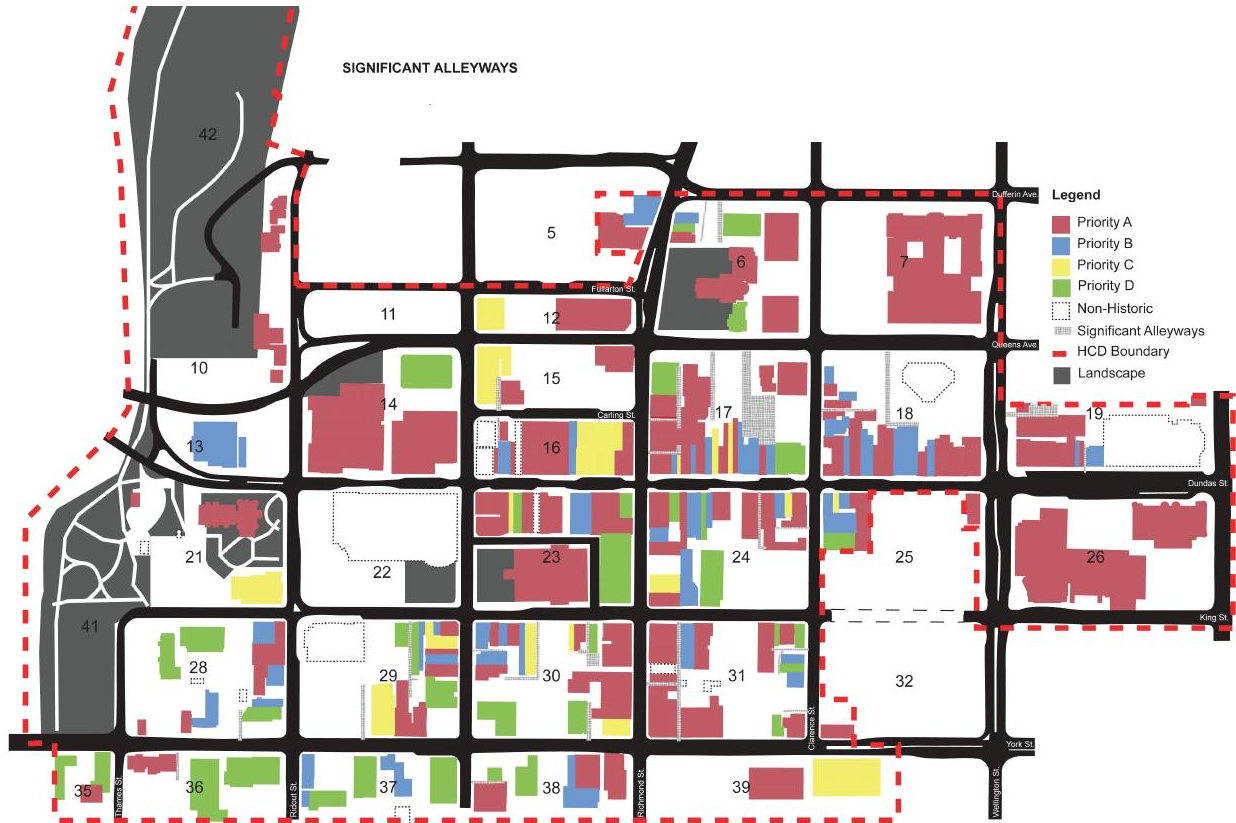 SIGNIFICANT ALLEYWAYS
42
Dufferin Ave.
Legend
Priority A
Priority B
Priority C
Priority D
Non-Historic
Significant Alleyways
HCD Boundary
Landscape
5
6
7
Fullarton St.
11
12
Queens Ave.
10
15
14
Carling St.
17
18
19
13
16
Dundas St.
21
22
23
24
25
26
King St.
41
28
29
30
31
32
Clarence St.
York St.
35
Thames St.
36
Ridout St.
37
38
Richmond St.
39
Wellington St.